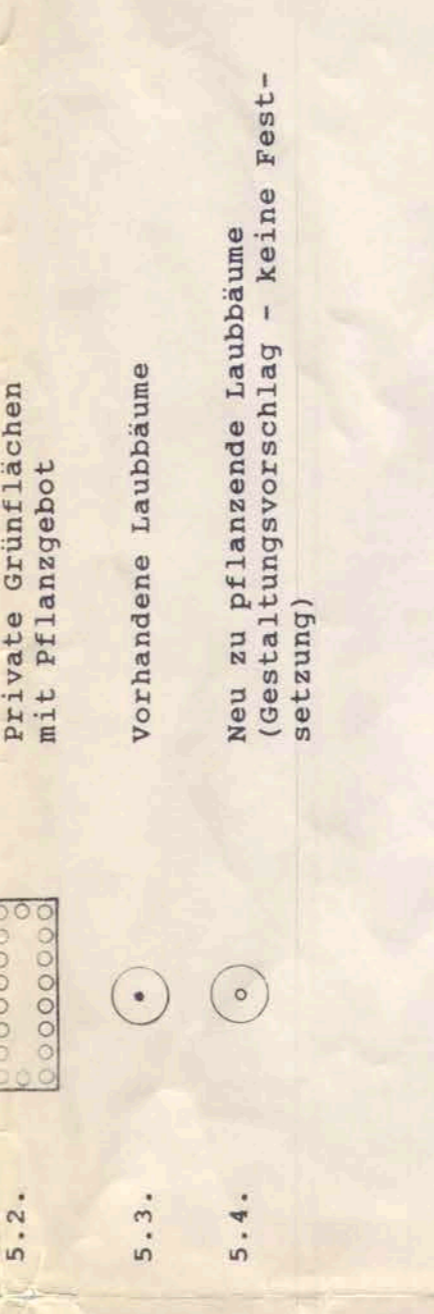 5.2. Private Grünflächen
mit Pflanzgebot
5.3. Vorhandene Laubbäume
5.4. Neu zu pflanzende Laubbäume
(Gestaltungsvorschlag - keine Fest-
setzung)